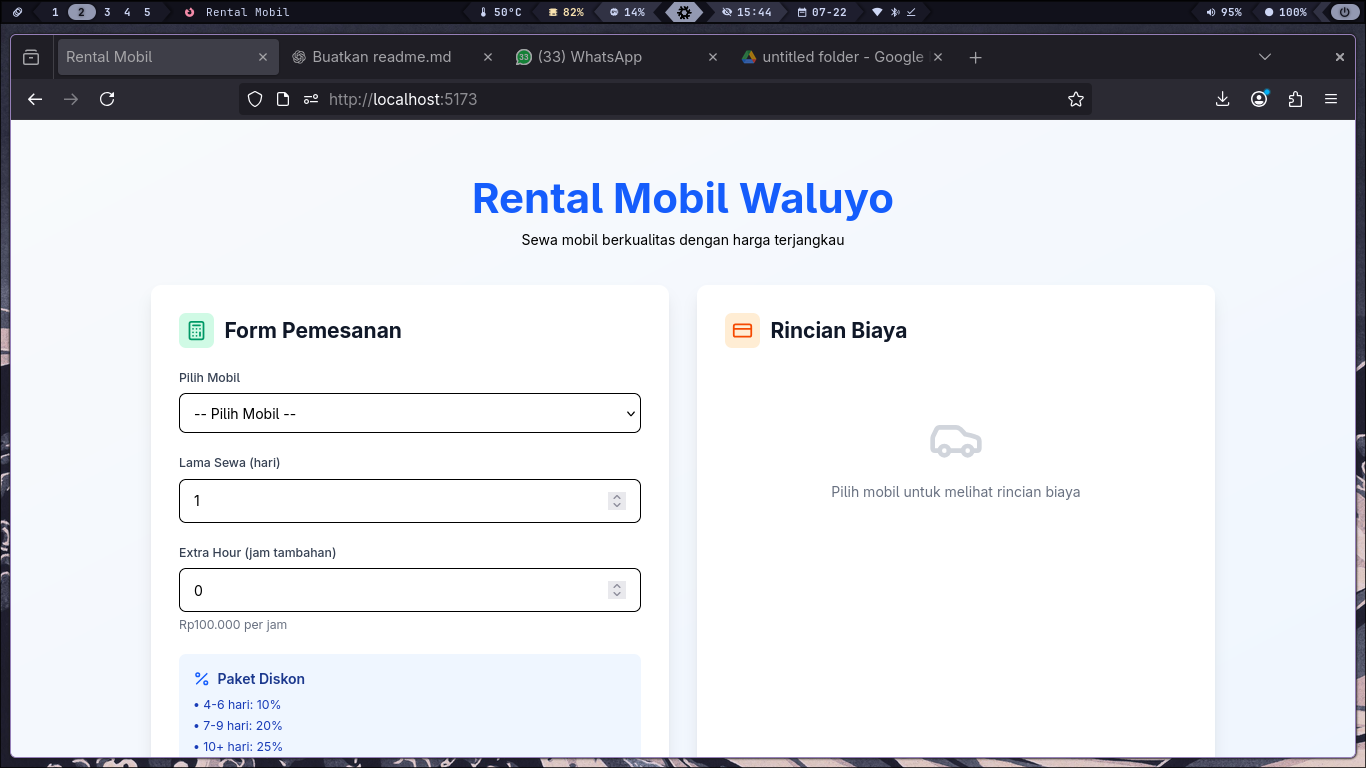 1 2 3 4 5 Rental Mobil 50°C 82% 14% 15:44 07-22 95% 100%
Rental Mobil Buatkan readme.md 33 (33) WhatsApp untitled folder - Google
http://localhost:5173
Rental Mobil Waluyo
Sewa mobil berkualitas dengan harga terjangkau
Form Pemesanan
Pilih Mobil
-- Pilih Mobil --
Lama Sewa (hari)
1
Extra Hour (jam tambahan)
0
Rp100.000 per jam
Paket Diskon
• 4-6 hari: 10%
• 7-9 hari: 20%
• 10+ hari: 25%
Rincian Biaya
Pilih mobil untuk melihat rincian biaya